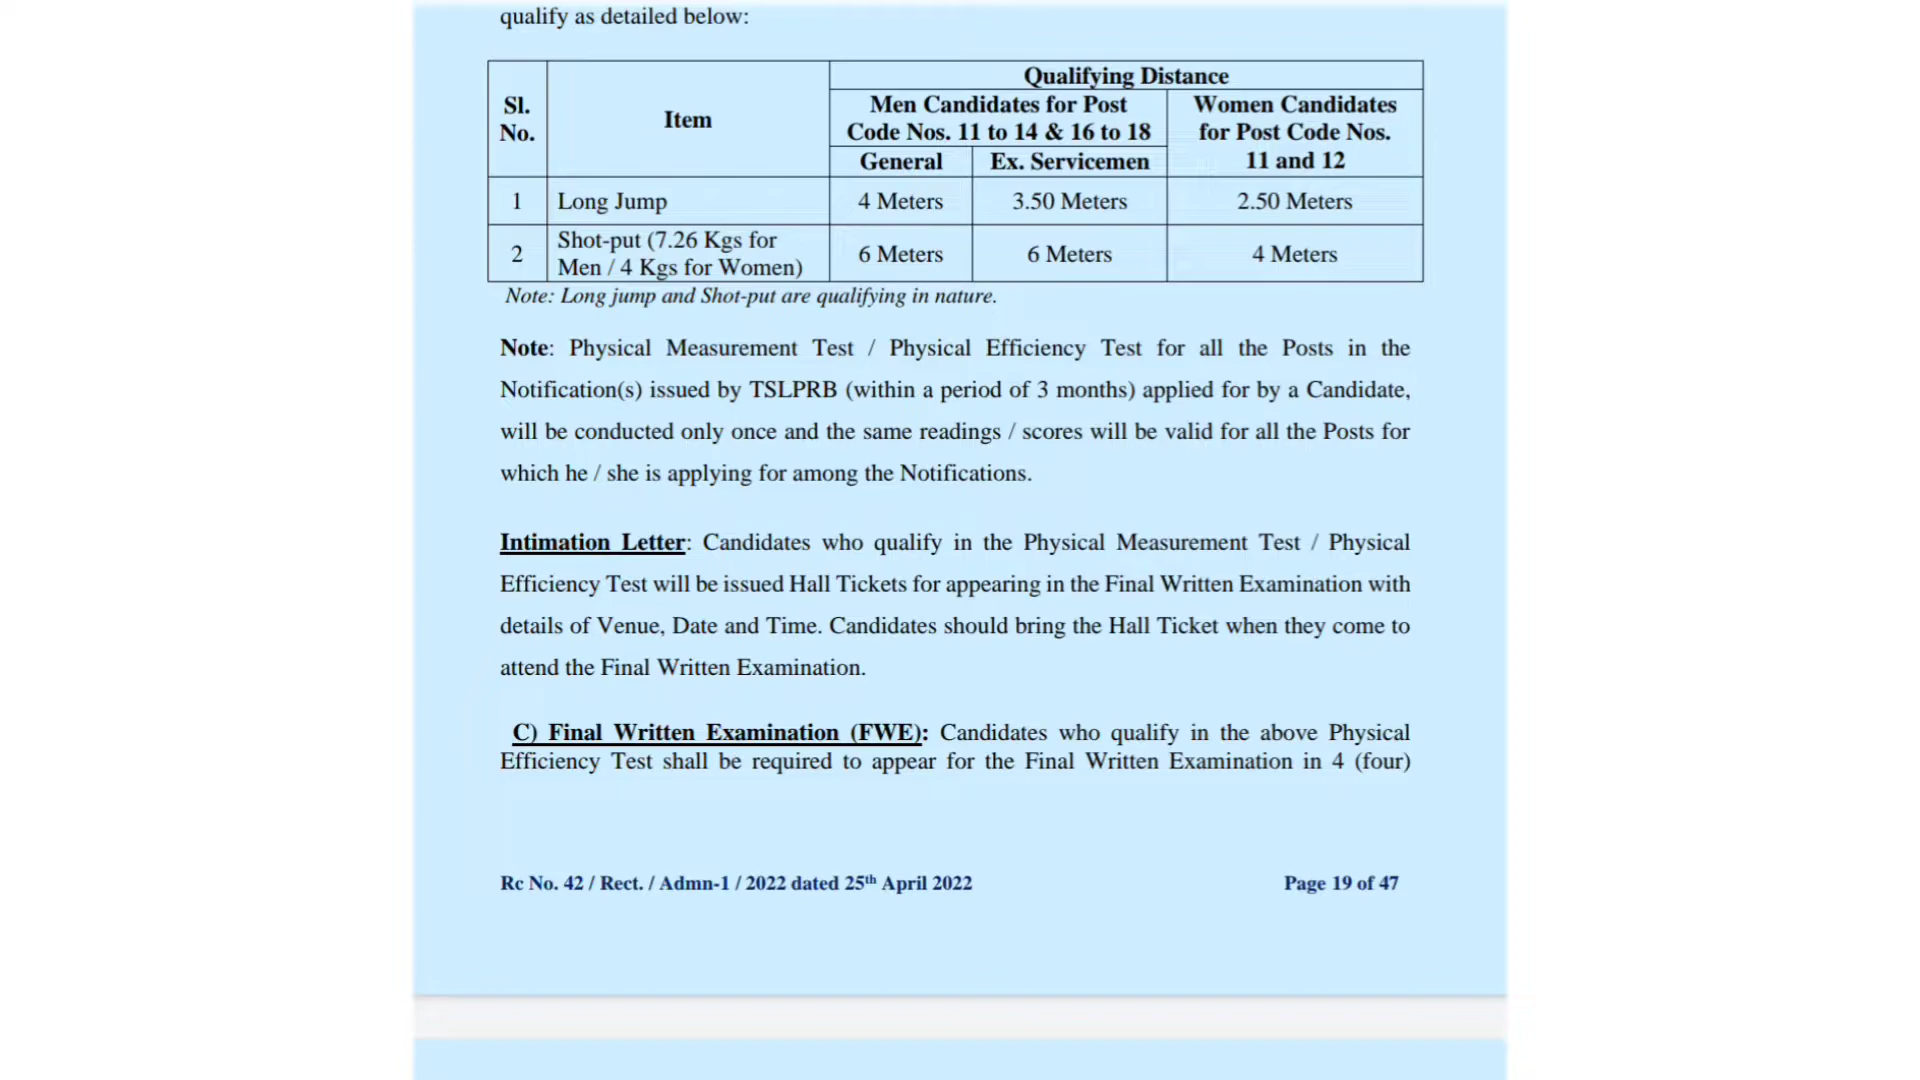 qualify as detailed below:
Sl. No.
Item
Qualifying Distance
Men Candidates for Post
Code Nos. 11 to 14 & 16 to 18
Women Candidates
for Post Code Nos.
11 and 12
General
Ex. Servicemen
1
Long Jump
4 Meters
3.50 Meters
2.50 Meters
2
Shot-put (7.26 Kgs for
Men / 4 Kgs for Women)
6 Meters
6 Meters
4 Meters
Note: Long jump and Shot-put are qualifying in nature.
Note: Physical Measurement Test / Physical Efficiency Test for all the Posts in the
Notification(s) issued by TSLPRB (within a period of 3 months) applied for by a Candidate,
will be conducted only once and the same readings / scores will be valid for all the Posts for
which he / she is applying for among the Notifications.
Intimation Letter: Candidates who qualify in the Physical Measurement Test / Physical
Efficiency Test will be issued Hall Tickets for appearing in the Final Written Examination with
details of Venue, Date and Time. Candidates should bring the Hall Ticket when they come to
attend the Final Written Examination.
C) Final Written Examination (FWE): Candidates who qualify in the above Physical
Efficiency Test shall be required to appear for the Final Written Examination in 4 (four)
Rc No. 42 / Rect. / Admn-1 / 2022 dated 25th April 2022
Page 19 of 47